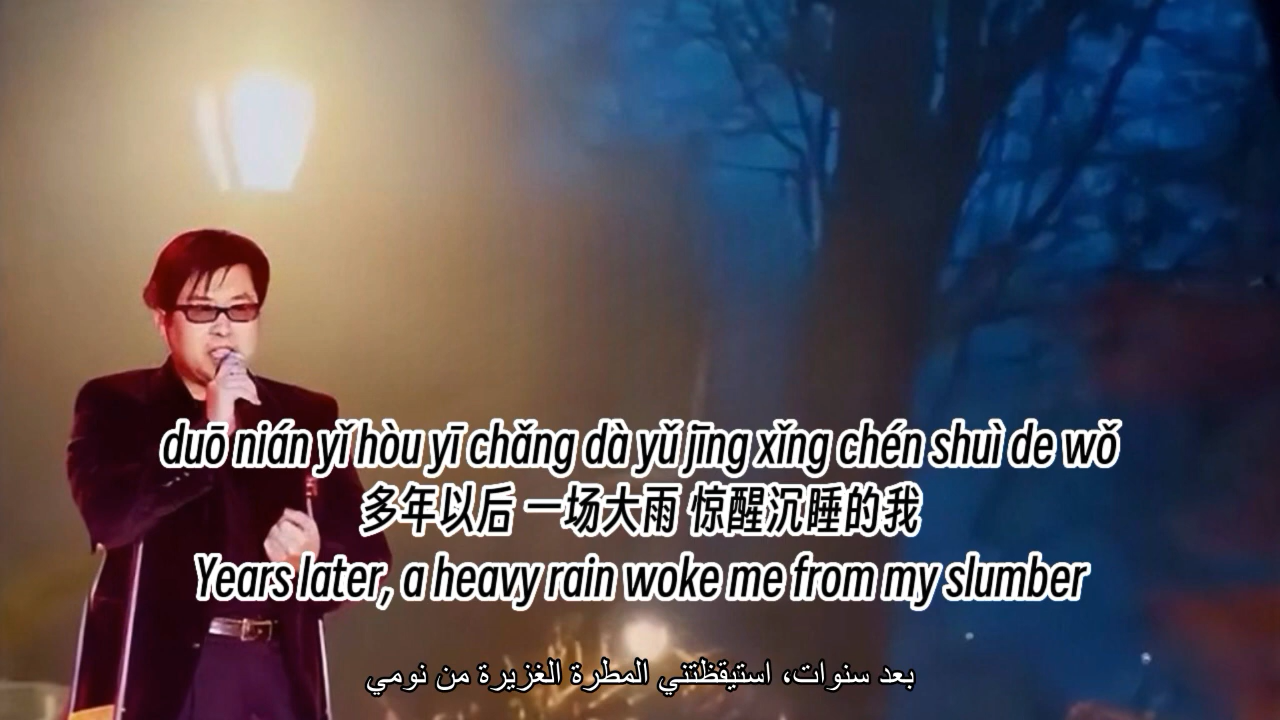 duō nián yǐ hòu yī chǎng dà yǔ jīng xǐng chén shuì de wǒ
多年以后 一场大雨 惊醒沉睡的我
Years later, a heavy rain woke me from my slumber
بعد سنوات، استيقظتني المطرة الغزيرة من نومي